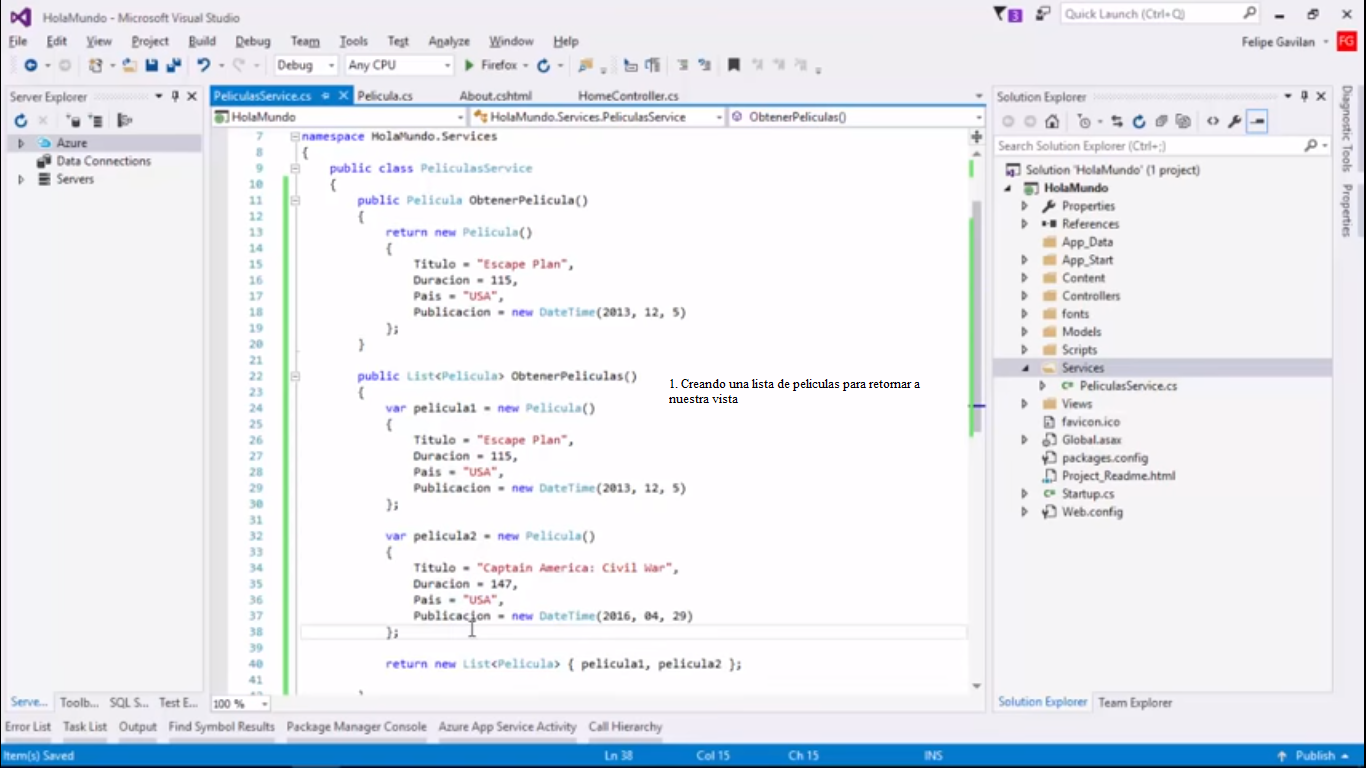 HolaMundo - Microsoft Visual Studio
3
Quick Launch (Ctrl+Q)
File Edit View Project Build Debug Team Tools Test Analyze Window Help
Felipe Gavilan FG
Debug Any CPU Firefox
Server Explorer
Azure
Data Connections
Servers
PeliculasService.cs Pelicula.cs About.cshtml HomeController.cs
HolaMundo HolaMundo.Services.PeliculasService ObtenerPeliculas()
7 namespace HolaMundo.Services
8 {
9 public class PeliculasService
10 {
11 public Pelicula ObtenerPelicula()
12 {
13 return new Pelicula()
14 {
15 Titulo = "Escape Plan",
16 Duracion = 115,
17 Pais = "USA",
18 Publicacion = new DateTime(2013, 12, 5)
19 };
20 }
21
22 public List<Pelicula> ObtenerPeliculas()
23 {
24 var pelicula1 = new Pelicula()
25 {
26 Titulo = "Escape Plan",
27 Duracion = 115,
28 Pais = "USA",
29 Publicacion = new DateTime(2013, 12, 5)
30 };
31
32 var pelicula2 = new Pelicula()
33 {
34 Titulo = "Captain America: Civil War",
35 Duracion = 147,
36 Pais = "USA",
37 Publicacion = new DateTime(2016, 04, 29)
38 };
39
40 return new List<Pelicula> { pelicula1, pelicula2 };
41
1. Creando una lista de peliculas para retornar a
nuestra vista
Solution Explorer
Search Solution Explorer (Ctrl+;)
Solution 'HolaMundo' (1 project)
HolaMundo
Properties
References
App_Data
App_Start
Content
Controllers
fonts
Models
Scripts
Services
PeliculasService.cs
Views
favicon.ico
Global.asax
packages.config
Project_Readme.html
Startup.cs
Web.config
Diagnostic Tools
Properties
Serve... Toolb... SQL S... Test E...
100 %
Solution Explorer Team Explorer
Error List Task List Output Find Symbol Results Package Manager Console Azure App Service Activity Call Hierarchy
Item(s) Saved Ln 38 Col 15 Ch 15 INS Publish